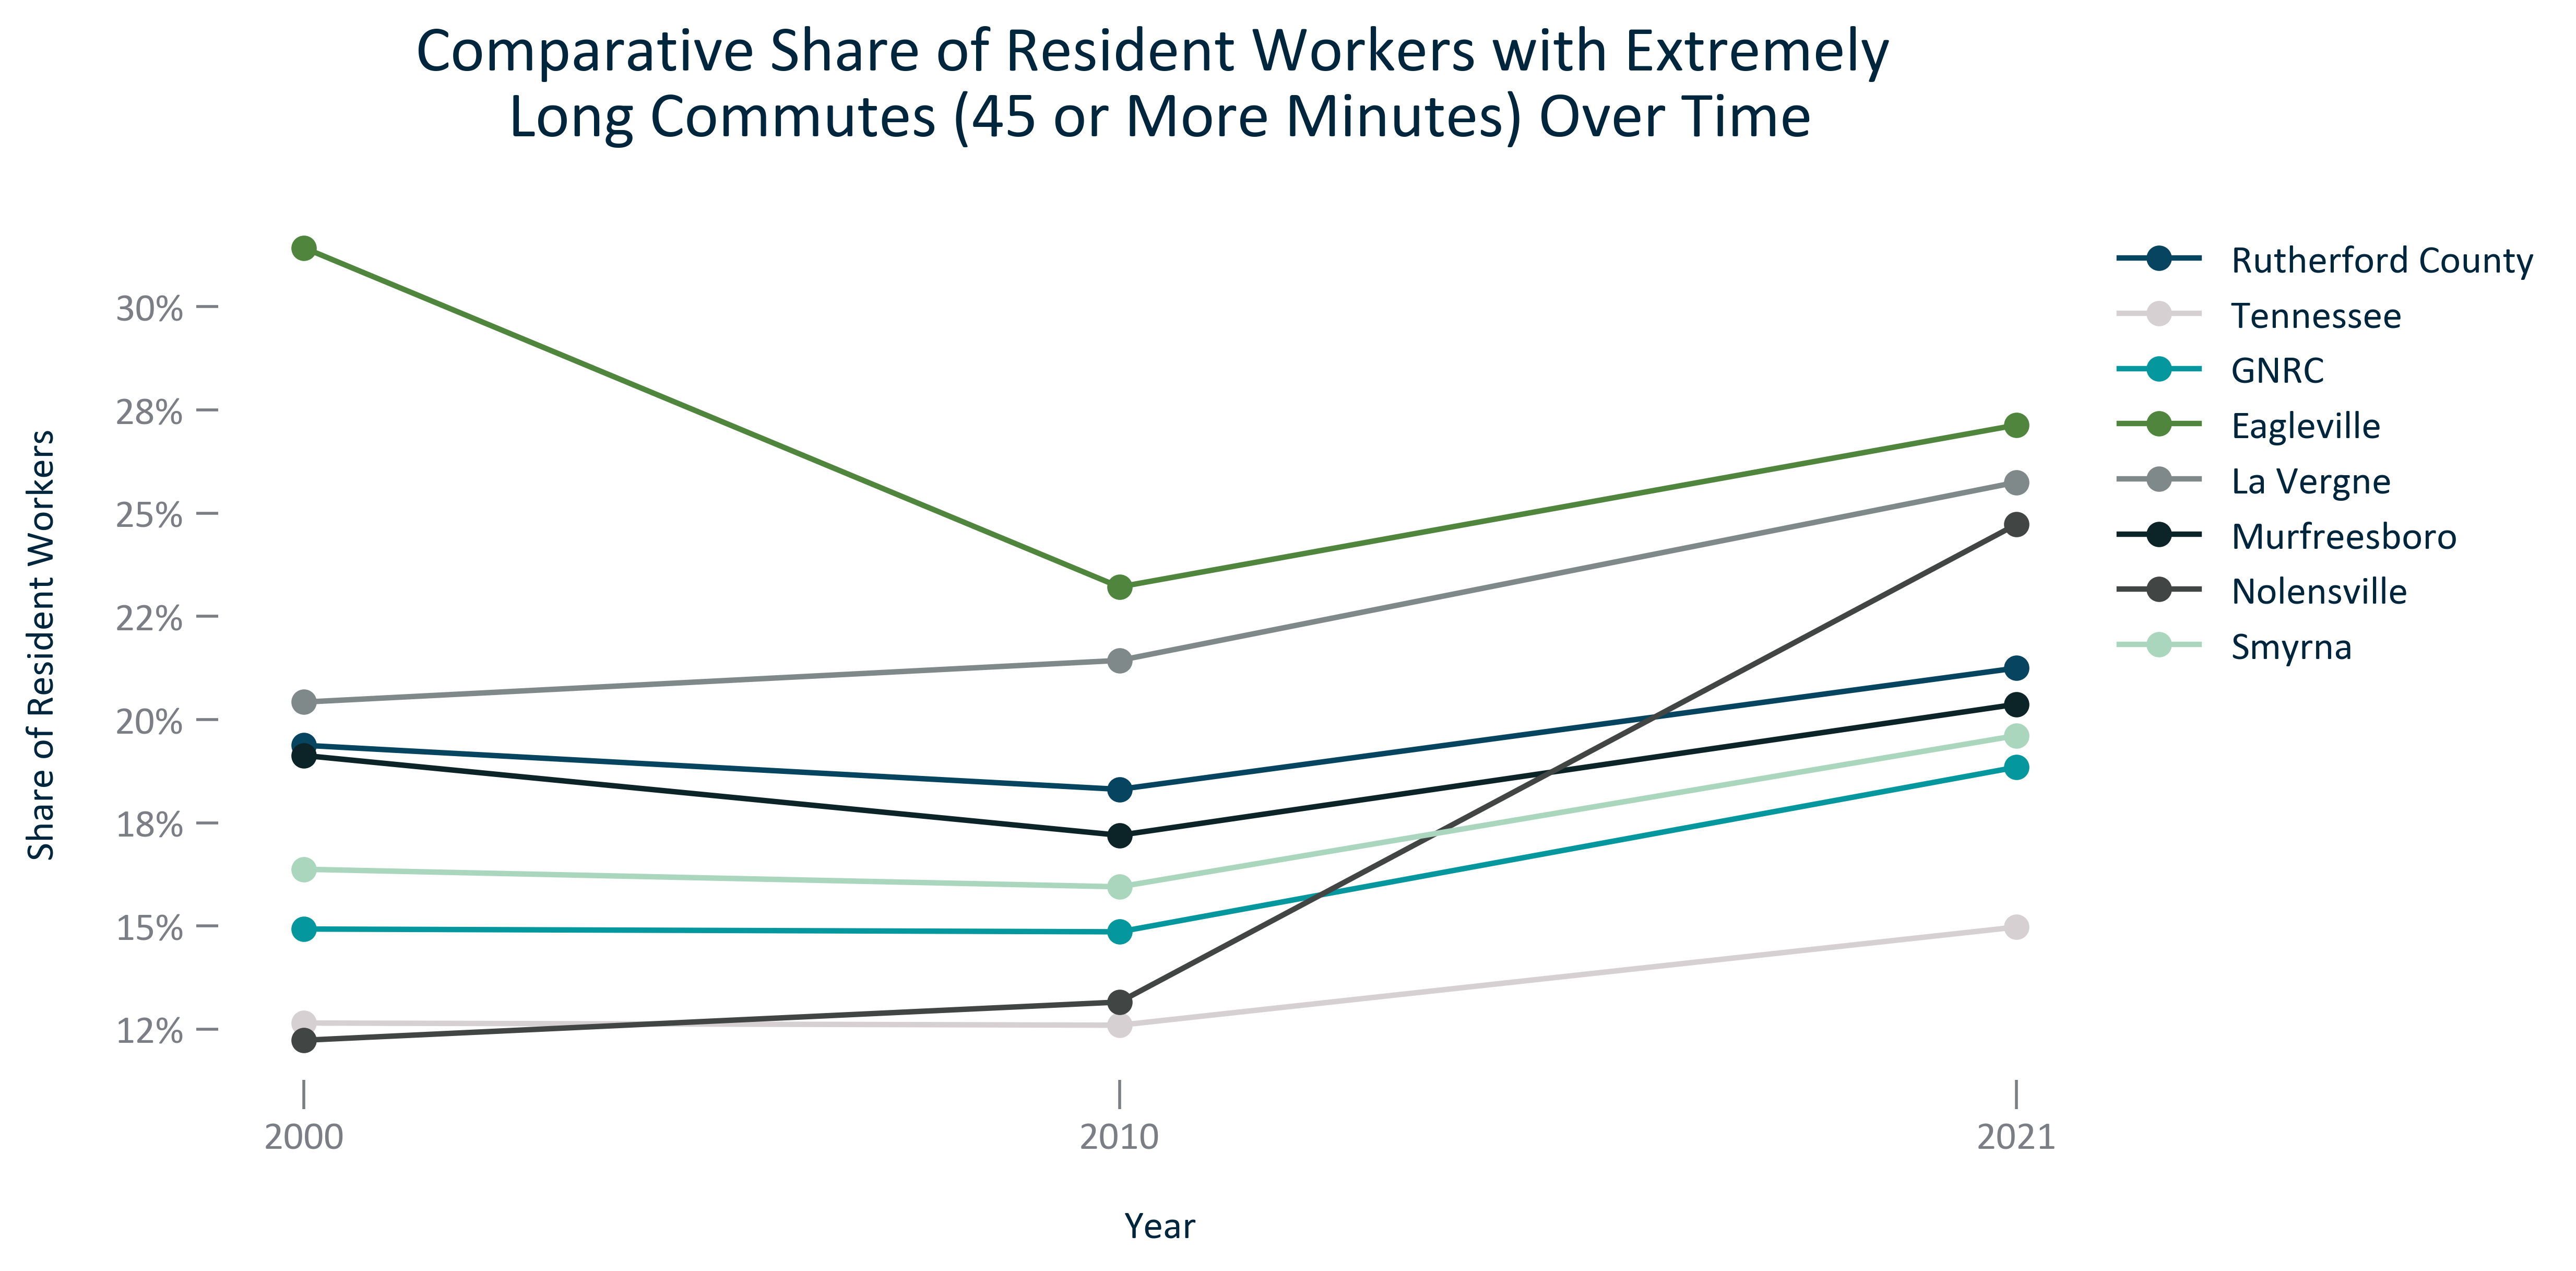 Comparative Share of Resident Workers with Extremely
Long Commutes (45 or More Minutes) Over Time
Share of Resident Workers
30%
28%
25%
22%
20%
18%
15%
12%
2000
2010
2021
Year
Rutherford County
Tennessee
GNRC
Eagleville
La Vergne
Murfreesboro
Nolensville
Smyrna